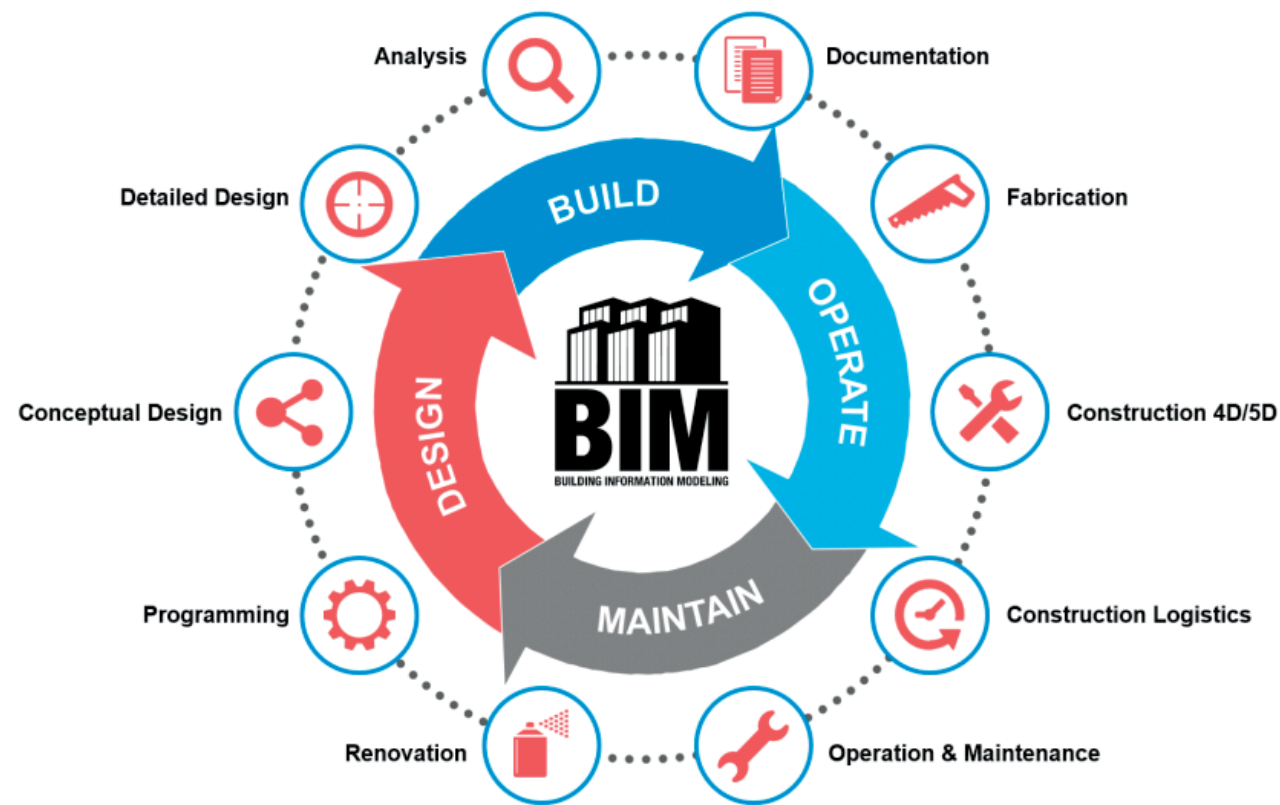 Analysis
Documentation
Detailed Design
BUILD
Fabrication
OPERATE
Conceptual Design
DESIGN
BIM
BUILDING INFORMATION MODELING
Construction 4D/5D
Programming
MAINTAIN
Construction Logistics
Renovation
Operation & Maintenance